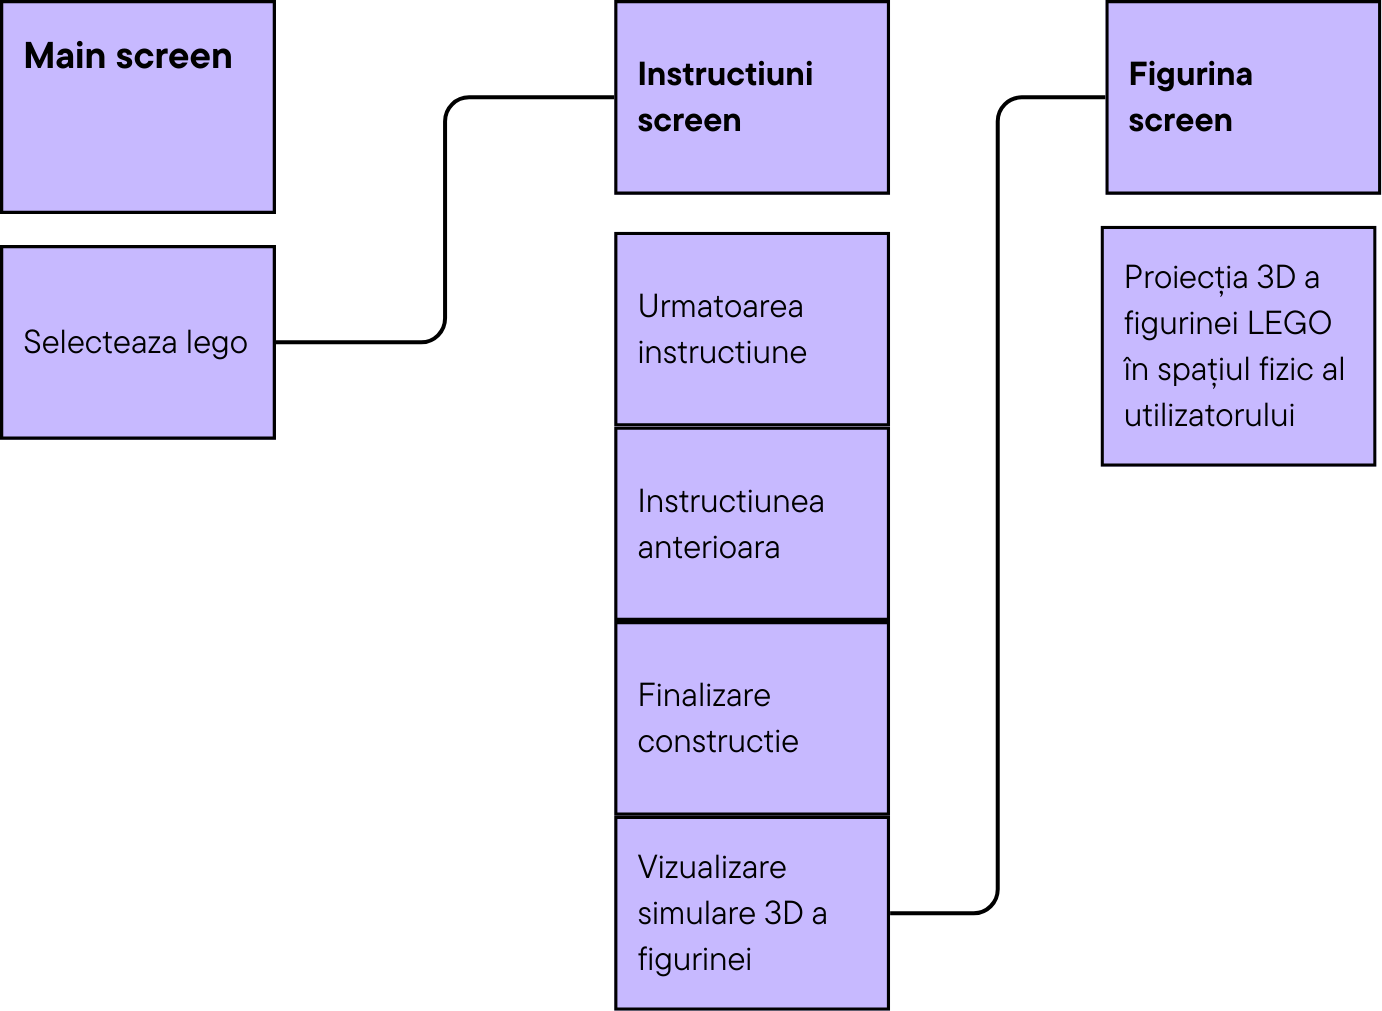 Main screen
Selecteaza lego
Instructiuni
screen
Urmatoarea
instructiune
Instructiunea
anterioara
Finalizare
constructie
Vizualizare
simulare 3D a
figurinei
Figurina
screen
Proiecția 3D a
figurinei LEGO
în spațiul fizic al
utilizatorului